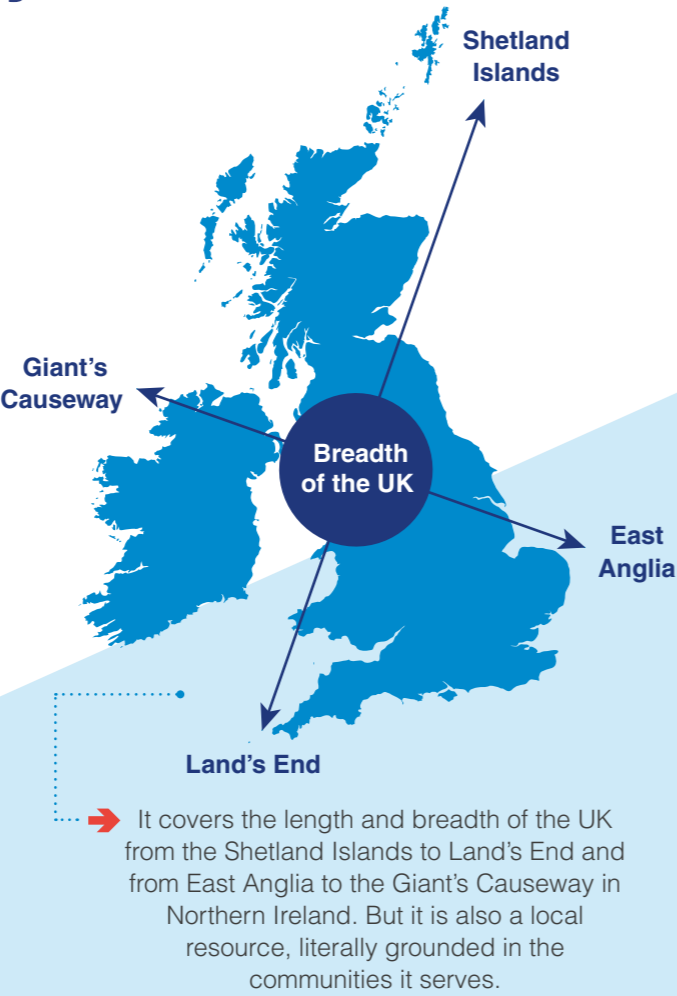 Shetland
Islands
Giant's
Causeway
Breadth
of the UK
East
Anglia
Land's End
It covers the length and breadth of the UK
from the Shetland Islands to Land's End and
from East Anglia to the Giant's Causeway in
Northern Ireland. But it is also a local
resource, literally grounded in the
communities it serves.